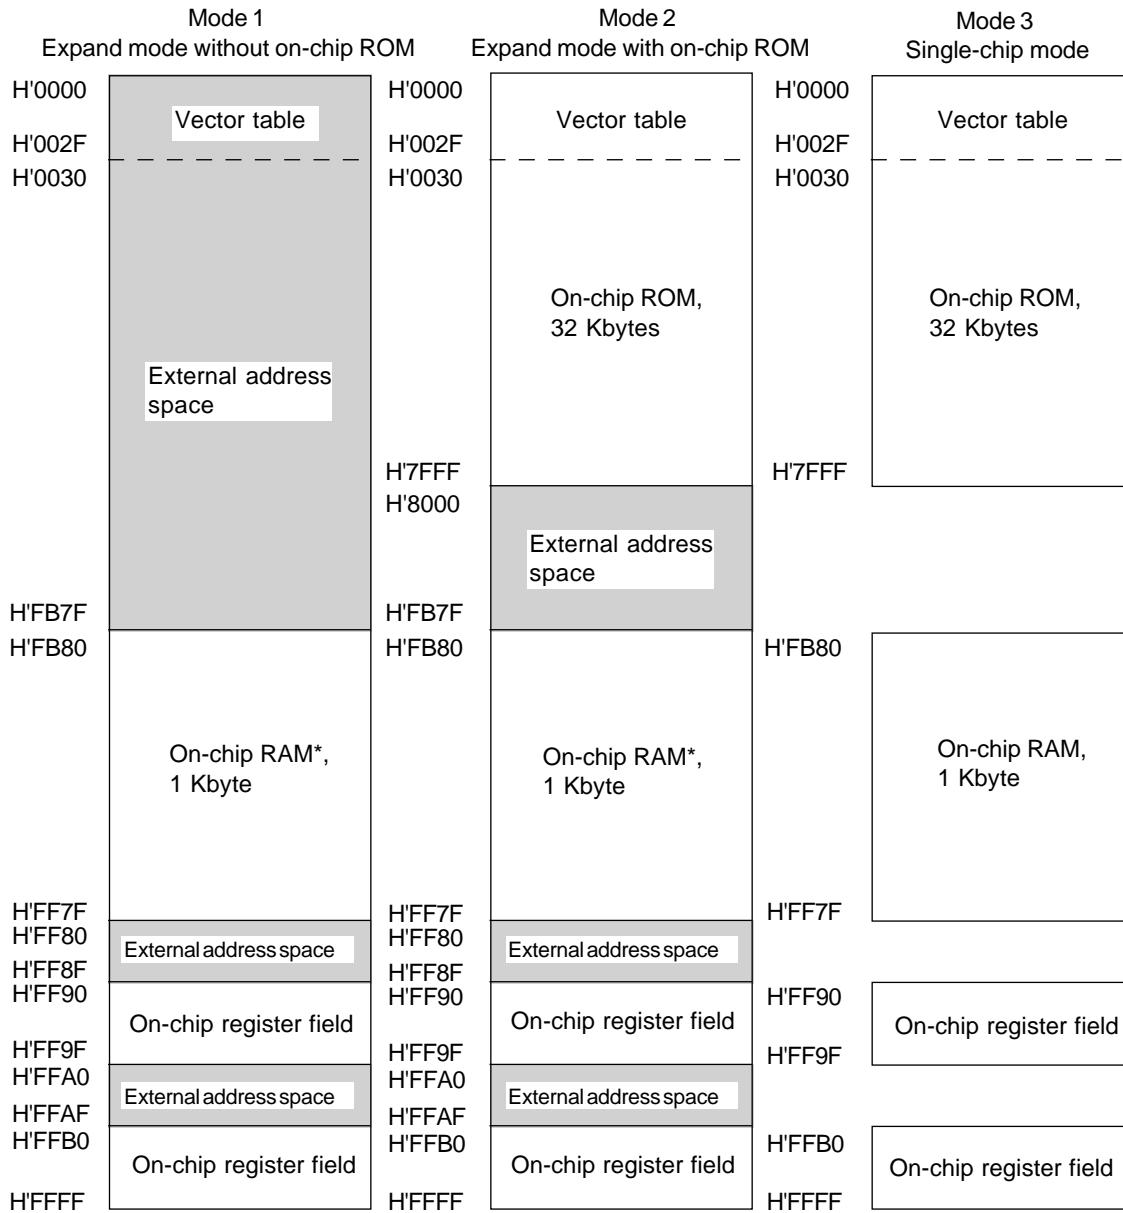 Mode 1
Expand mode without on-chip ROM
H'0000
Vector table
H'002F
H'0030
External address
space
H'FB7F
H'FB80
On-chip RAM*,
1 Kbyte
H'FF7F
H'FF80
External address space
H'FF8F
H'FF90
On-chip register field
H'FF9F
H'FFA0
External address space
H'FFAF
H'FFB0
On-chip register field
H'FFFF
Mode 2
Expand mode with on-chip ROM
H'0000
Vector table
H'002F
H'0030
On-chip ROM,
32 Kbytes
H'7FFF
H'8000
External address
space
H'FB7F
H'FB80
On-chip RAM*,
1 Kbyte
H'FF7F
H'FF80
External address space
H'FF8F
H'FF90
On-chip register field
H'FF9F
H'FFA0
External address space
H'FFAF
H'FFB0
On-chip register field
H'FFFF
Mode 3
Single-chip mode
H'0000
Vector table
H'002F
H'0030
On-chip ROM,
32 Kbytes
H'7FFF
H'FB80
On-chip RAM,
1 Kbyte
H'FF7F
H'FF90
On-chip register field
H'FF9F
H'FFB0
On-chip register field
H'FFFF